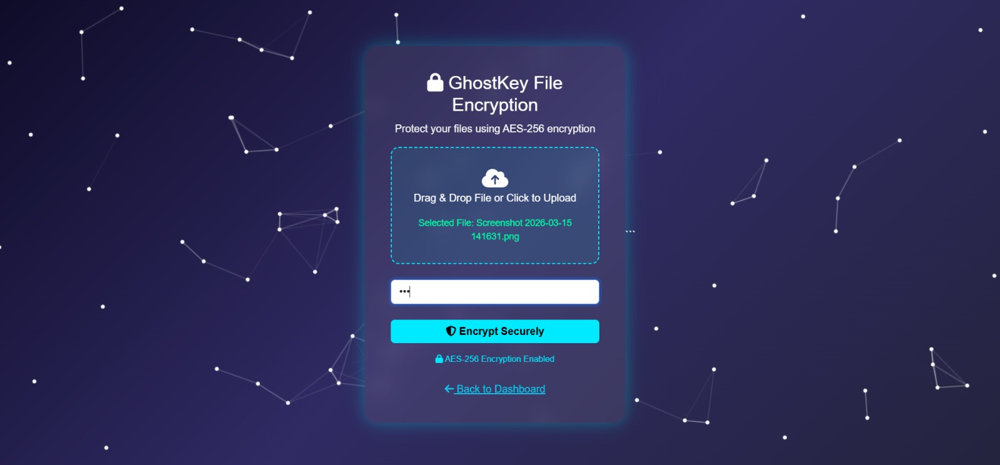 GhostKey File
Encryption
Protect your files using AES-256 encryption
Drag & Drop File or Click to Upload
Selected File: Screenshot 2026-03-15
141631.png
```
•••
Encrypt Securely
AES-256 Encryption Enabled
Back to Dashboard